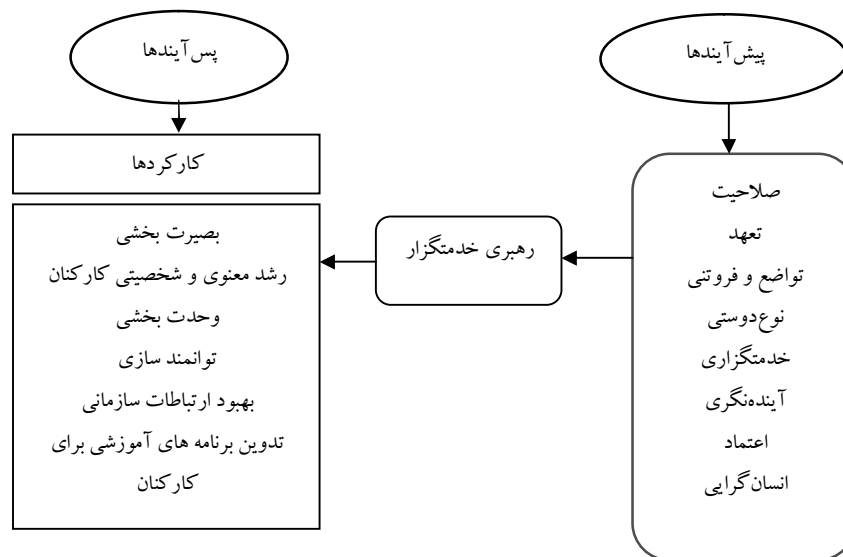 پیش‌آیندها
صلاحیت
تعهد
تواضع و فروتنی
نوع‌دوستی
خدمتگزاری
آینده‌نگری
اعتماد
انسان‌گرایی
رهبری خدمتگزار
پس‌آیندها
کارکردها
بصیرت بخشی
رشد معنوی و شخصیتی کارکنان
وحدت بخشی
توانمند سازی
بهبود ارتباطات سازمانی
تدوین برنامه های آموزشی برای
کارکنان